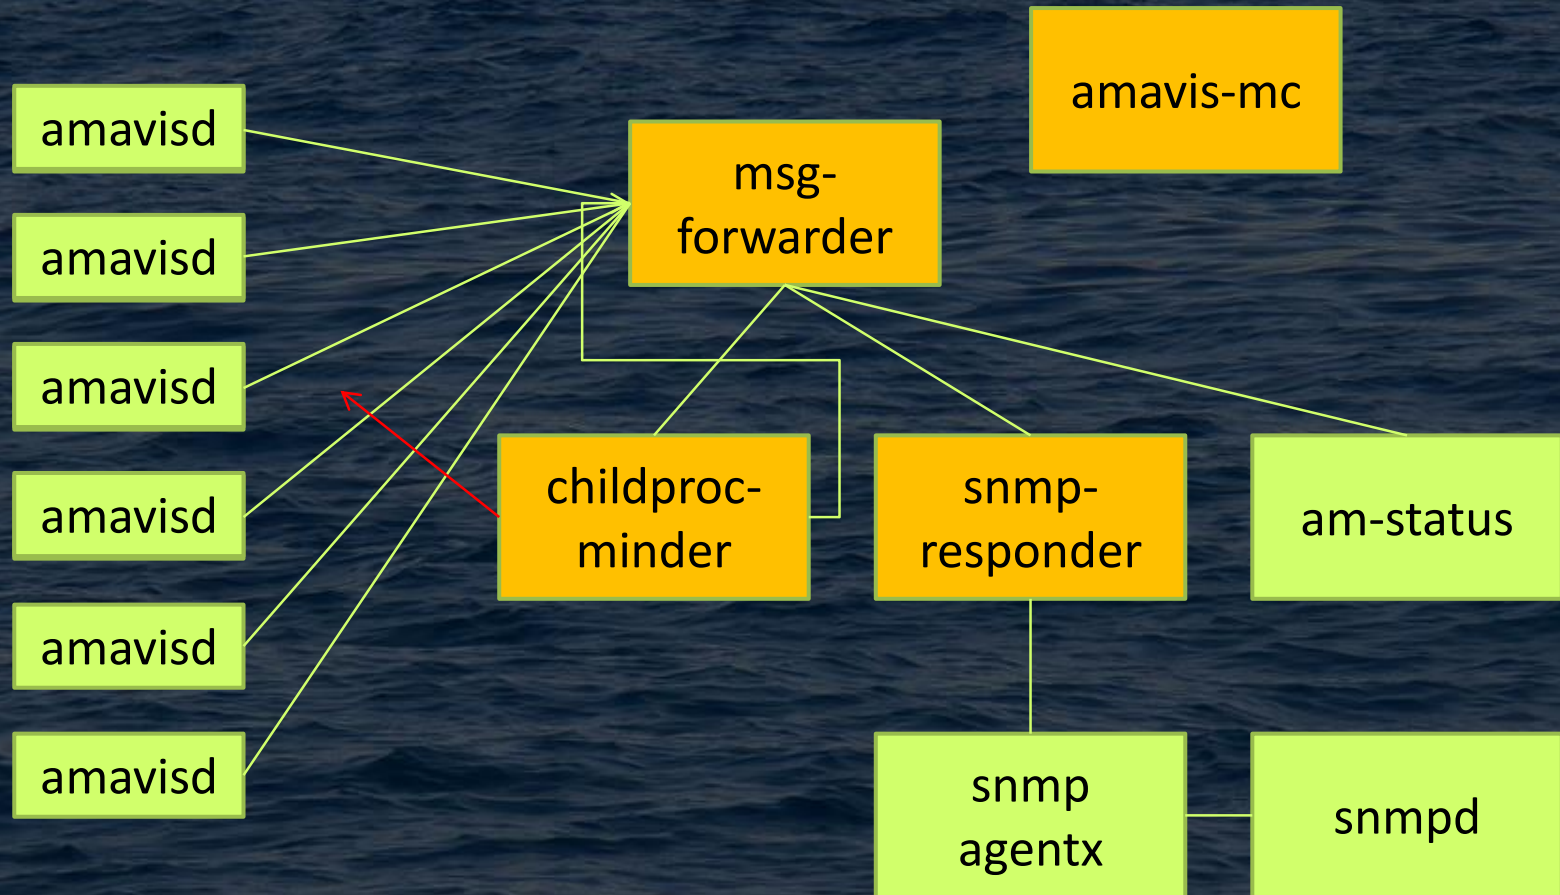 amavis-mc
amavisd
msg-
forwarder
amavisd
amavisd
amavisd
childproc-
minder
snmp-
responder
am-status
amavisd
amavisd
snmp
agentx
snmpd